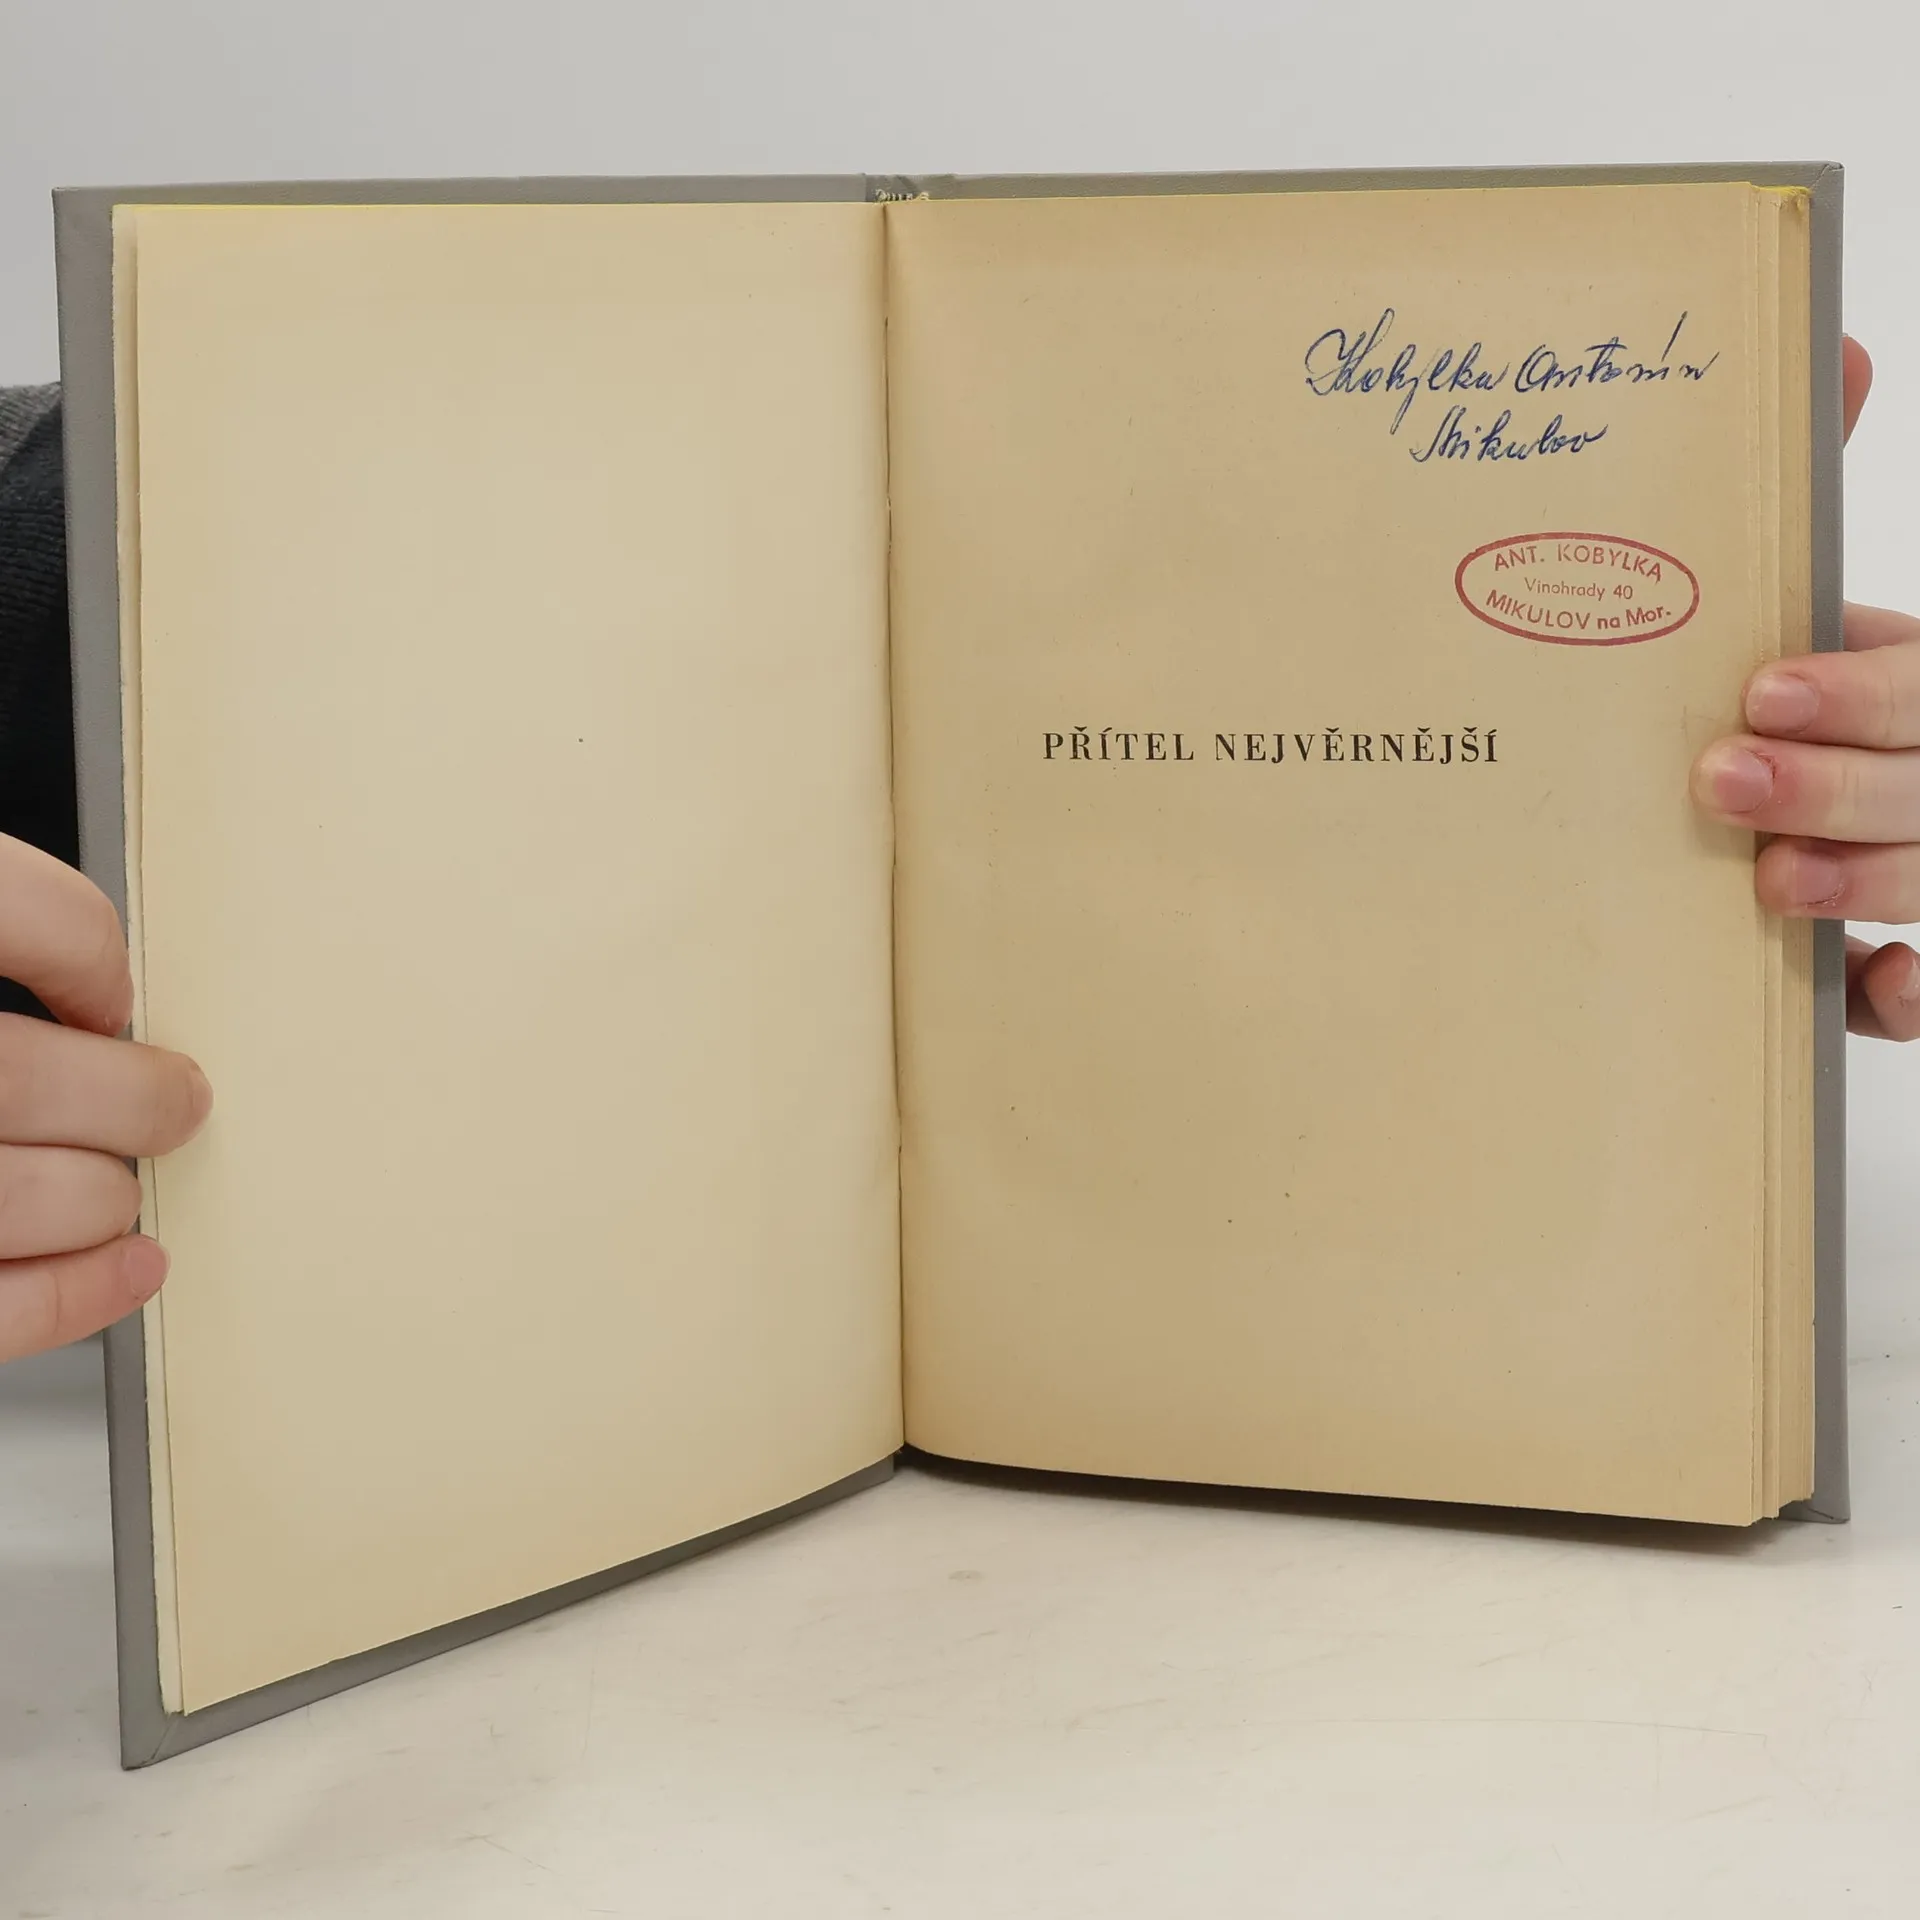 Kobylka Antonín
Mikulov
ANT. KOBYLKA
Vinohrady 40
MIKULOV na Mor.
PŘÍTEL NEJVĚRNĚJŠÍ